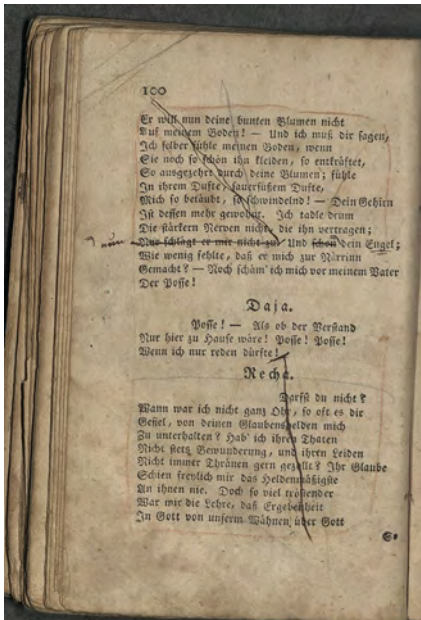 100
Er will nun deine bunten Blumen nicht
Auf meinem Boden! — Und ich muß dir sagen,
Ich selber fühle meinen Boden, wenn
Sie noch so schön ihn kleiden, so entkräftet,
So ausgezehrt durch deine Blumen; fühle
In ihrem Dufte, sauersüßem Dufte,
Mich so betäubt, so schwindelnd! — Dein Gehirn
Ist dessen mehr gewohnt. Ich tadle drum
Die stärkern Nerven nicht, die ihn vertragen;
Nur schlägt er mir nicht zu. Und schon dein Engel;
Wie wenig fehlte, daß er mich zur Närrinn
Gemacht? — Noch schäm' ich mich vor meinem Vater
Der Posse!
Daja.
Posse! — Als ob der Verstand
Nur hier zu Hause wäre! Posse! Posse!
Wenn ich nur reden dürfte!
Recha.
Darfst du nicht?
Wann war ich nicht ganz Ohr, so oft es dir
Gefiel, von deinen Glaubenshelden mich
Zu unterhalten? Hab' ich ihren Thaten
Nicht stets Bewunderung, und ihren Leiden
Nicht immer Thränen gern gezollt? Ihr Glaube
Schien freylich mir das Heldenmäßigste
An ihnen nie. Doch so viel tröstender
War mir die Lehre, daß Ergebenheit
In Gott von unserm Wähnen über Gott